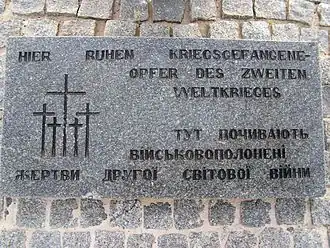 HIER RUHEN KRIEGSGEFANGENE-
OPFER DES ZWEITEN
WELTKRIEGES
ТУТ ПОЧИВАЮТЬ
ВІЙСЬКОВОПОЛОНЕНІ
ЖЕРТВИ ДРУГОЇ СВІТОВОЇ ВІЙНИ